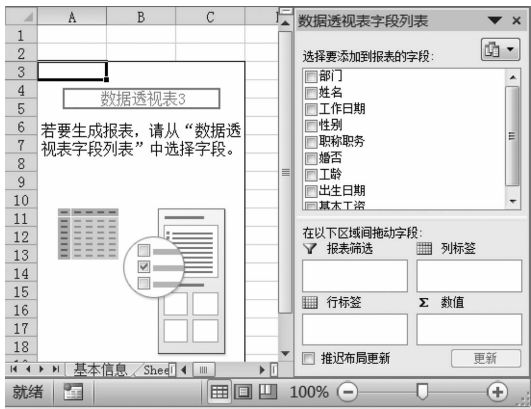 A B C
数据透视表字段列表
1
2
3
4
5
6
7
8
9
10
11
12
13
14
15
16
17
18
数据透视表3
若要生成报表，请从“数据透
视表字段列表”中选择字段。
选择要添加到报表的字段:
部门
姓名
工作日期
性别
职称职务
婚否
工龄
出生日期
基本工资
在以下区域间拖动字段:
报表筛选
列标签
行标签
Σ 数值
推迟布局更新
更新
基本信息 Shee
就绪
100%